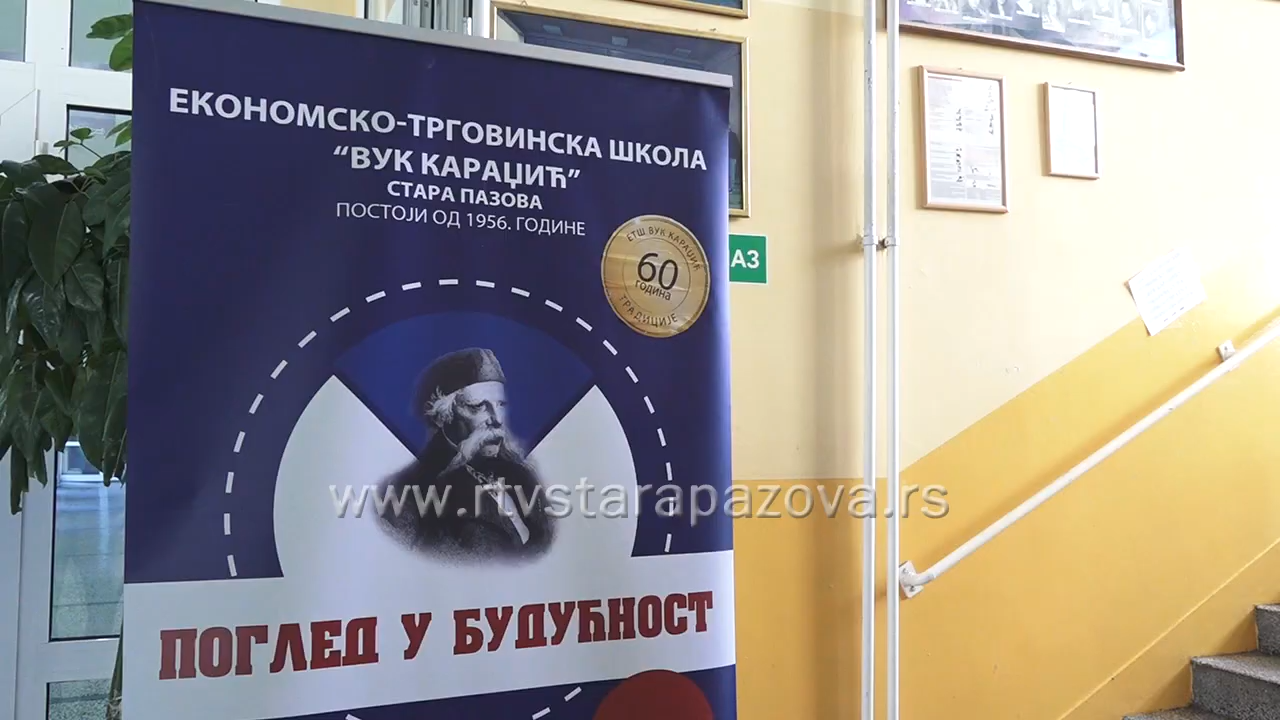 ЕКОНОМСКО-ТРГОВИНСКА ШКОЛА
“ВУК КАРАЏИЋ”
СТАРА ПАЗОВА
ПОСТОЈИ ОД 1956. ГОДИНЕ
ЕТШ ВУК КАРАЏИЋ
60
година
ТРАДИЦИЈЕ
А3
www.rtvstarapazova.rs
ПОГЛЕД У БУДУЋНОСТ